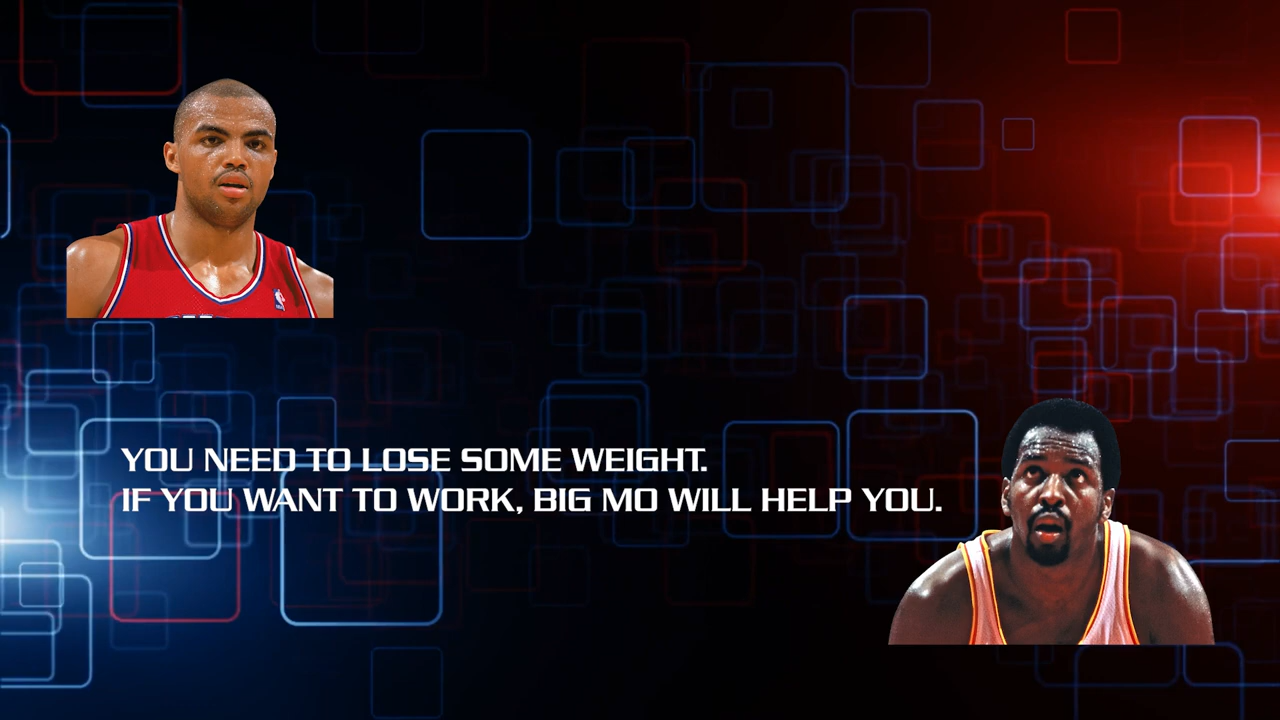 YOU NEED TO LOSE SOME WEIGHT.
IF YOU WANT TO WORK, BIG MO WILL HELP YOU.